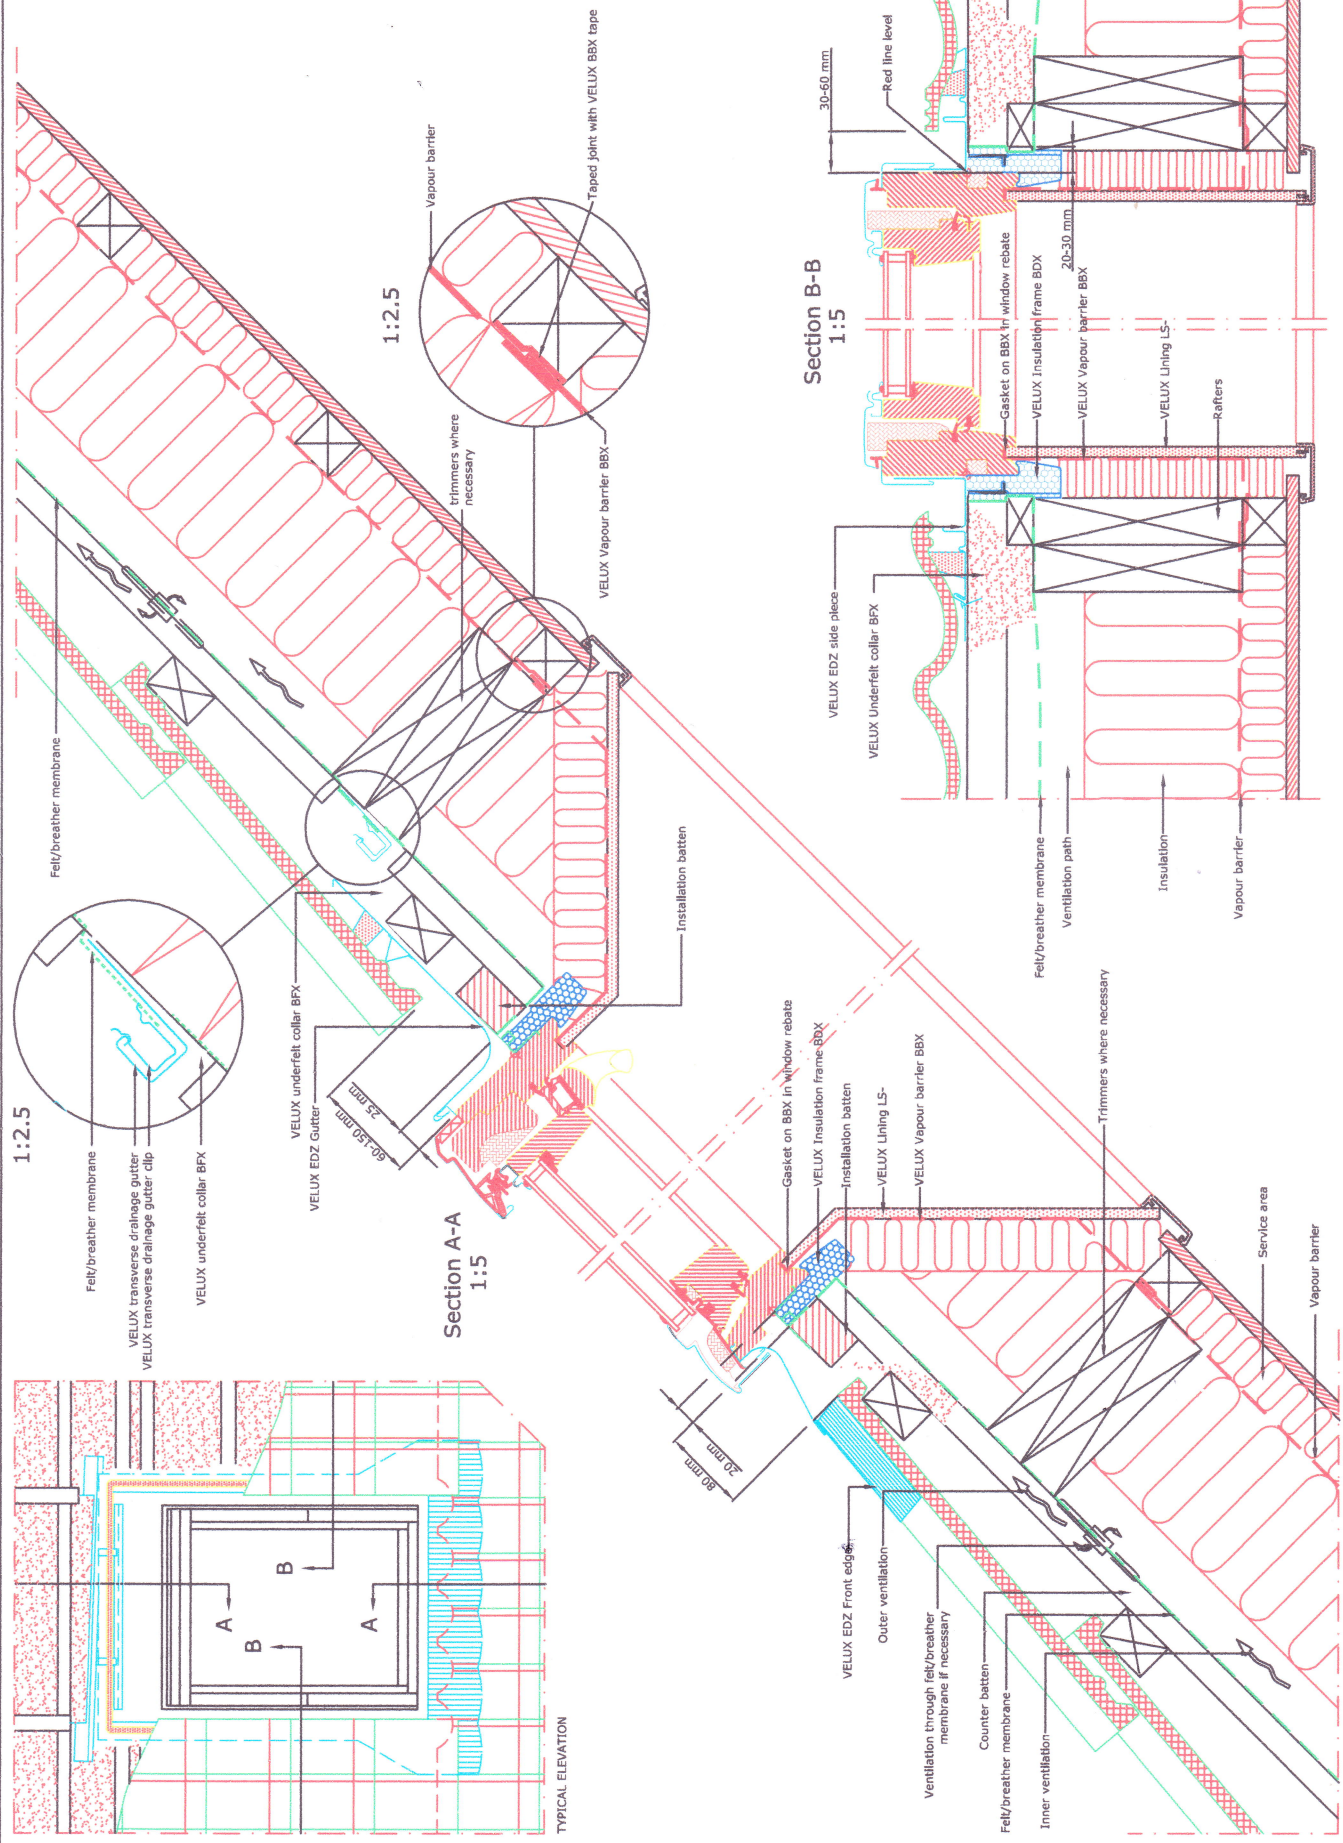 1:2.5
Felt/breather membrane
VELUX transverse drainage gutter
VELUX transverse drainage gutter clip
VELUX underfelt collar BFX
Felt/breather membrane
VELUX underfelt collar BFX
VELUX EDZ Gutter
60-150 mm
25 mm
trimmers where
necessary
1:2.5
Vapour barrier
Taped joint with VELUX BBX tape
VELUX Vapour barrier BBX
Installation batten
TYPICAL ELEVATION
A
A
B
B
Section A-A
1:5
80 mm
20 mm
Gasket on BBX in window rebate
VELUX Insulation frame BDX
Installation batten
VELUX Lining LS-
VELUX Vapour barrier BBX
Trimmers where necessary
Service area
Vapour barrier
VELUX EDZ Front edge
Outer ventilation
Ventilation through felt/breather
membrane if necessary
Counter batten
Felt/breather membrane
Inner ventilation
Section B-B
1:5
30-60 mm
Red line level
20-30 mm
Gasket on BBX in window rebate
VELUX Insulation frame BDX
VELUX Vapour barrier BBX
VELUX Lining LS-
Rafters
VELUX EDZ side piece
VELUX Underfelt collar BFX
Felt/breather membrane
Ventilation path
Insulation
Vapour barrier